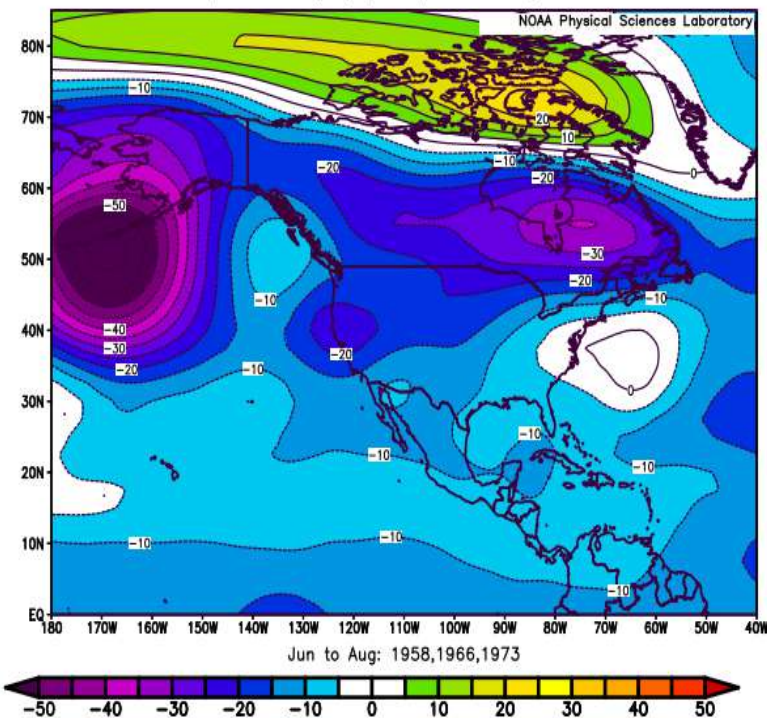 NOAA Physical Sciences Laboratory
80N
-10
70N
20
10
-20
-10
0
60N
-20
-50
50N
-30
-20
-10
-10
40N
-40
-30
-20
-20
-10
0
30N
-10
-10
-10
20N
10N
-10
-10
-10
EQ
180 170W 160W 150W 140W 130W 120W 110W 100W 90W 80W 70W 60W 50W 40W
Jun to Aug: 1958,1966,1973
-50 -40 -30 -20 -10 0 10 20 30 40 50